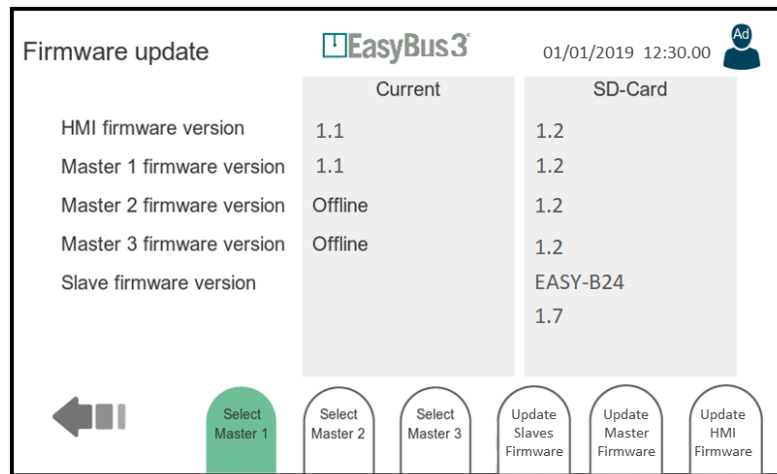 Firmware update
EasyBus3
01/01/2019 12:30.00
Ad
Current
SD-Card
HMI firmware version
1.1
1.2
Master 1 firmware version
1.1
1.2
Master 2 firmware version
Offline
1.2
Master 3 firmware version
Offline
1.2
Slave firmware version
EASY-B24
1.7
Select
Master 1
Select
Master 2
Select
Master 3
Update
Slaves
Firmware
Update
Master
Firmware
Update
HMI
Firmware